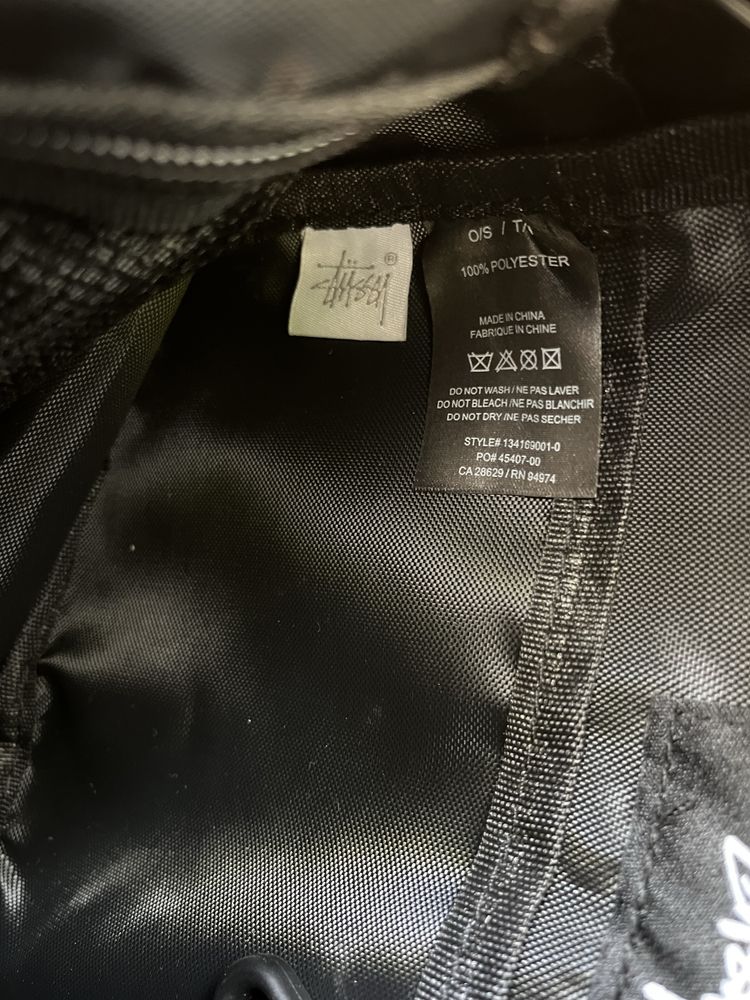 Stüssy ®
O/S / T/
100% POLYESTER
MADE IN CHINA
FABRIQUE IN CHINE
DO NOT WASH / NE PAS LAVER
DO NOT BLEACH /NE PAS BLANCHIR
DO NOT DRY /NE PAS SECHER
STYLE# 134169001-0
PO# 45407-00
CA 28629 / RN 94974